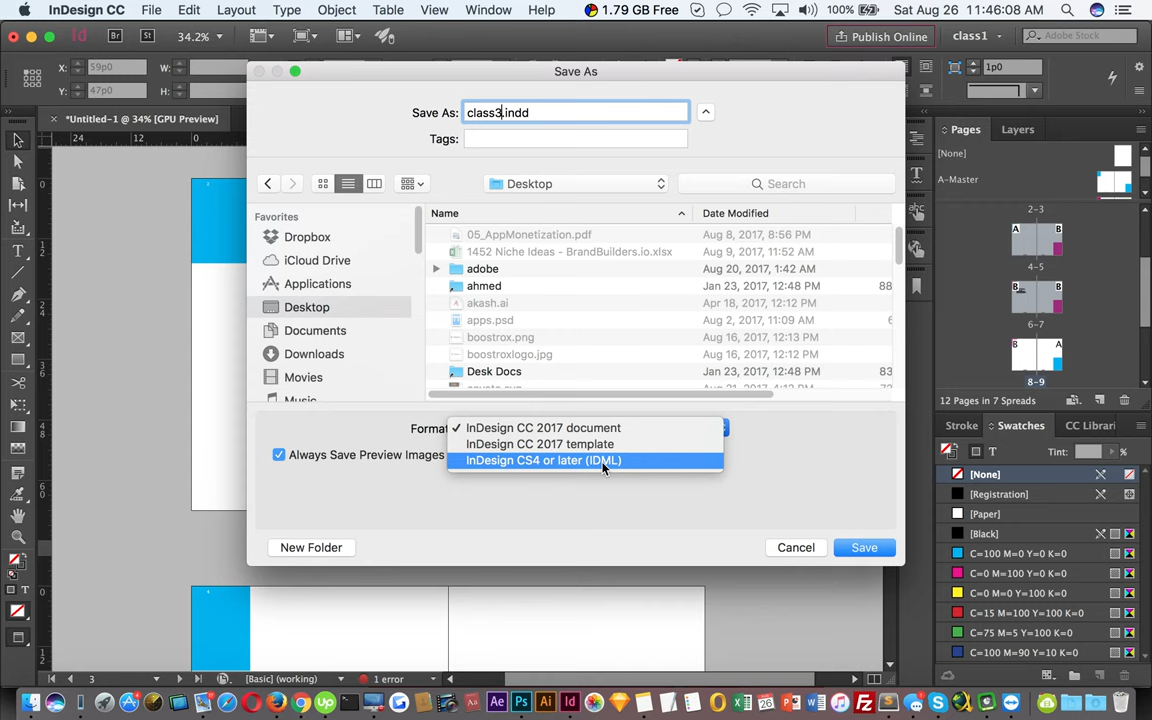 InDesign CC File Edit Layout Type Object Table View Window Help 1.79 GB Free 100% Sat Aug 26 11:46:08 AM
Id Br St 34.2% Publish Online class1 Adobe Stock
X: 59p0 W: 1p0
Y: 47p0 H:
Save As
Save As: class3.indd
Tags:
Desktop Search
Favorites
Dropbox
iCloud Drive
Applications
Desktop
Documents
Downloads
Movies
Music
Name Date Modified
05_AppMonetization.pdf Aug 8, 2017, 8:56 PM
1452 Niche Ideas - BrandBuilders.io.xlsx Aug 9, 2017, 11:52 AM
adobe Aug 20, 2017, 1:42 AM
ahmed Jan 23, 2017, 12:48 PM 88
akash.ai Apr 18, 2017, 12:12 PM
apps.psd Aug 2, 2017, 11:09 AM 6
boostrox.png Aug 16, 2017, 12:13 PM
boostroxlogo.jpg Aug 16, 2017, 12:12 PM
Desk Docs Jan 23, 2017, 12:48 PM 83
Format
✓ InDesign CC 2017 document
InDesign CC 2017 template
InDesign CS4 or later (IDML)
Always Save Preview Images
New Folder Cancel Save
*Untitled-1 @ 34% [GPU Preview]
24 12 0
Pages Layers
[None]
A-Master
2-3
A B
4-5
B B
6-7
B A
8-9
12 Pages in 7 Spreads
Stroke Swatches CC Librari
Tint: %
[None]
[Registration]
[Paper]
[Black]
C=100 M=0 Y=0 K=0
C=0 M=100 Y=0 K=0
C=0 M=0 Y=100 K=0
C=15 M=100 Y=100 K=0
C=75 M=5 Y=100 K=0
C=100 M=90 Y=10 K=0
3 [Basic] (working) 1 error